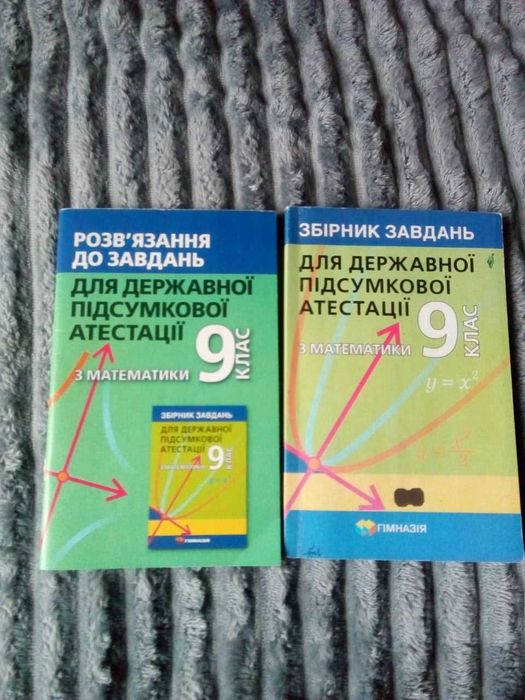 РОЗВ'ЯЗАННЯ
ДО ЗАВДАНЬ
ДЛЯ ДЕРЖАВНОЇ
ПІДСУМКОВОЇ
АТЕСТАЦІЇ
З МАТЕМАТИКИ
9 КЛАС
ЗБІРНИК ЗАВДАНЬ
ДЛЯ ДЕРЖАВНОЇ
ПІДСУМКОВОЇ
АТЕСТАЦІЇ
З МАТЕМАТИКИ
9 КЛАС
ГІМНАЗІЯ
ЗБІРНИК ЗАВДАНЬ
ДЛЯ ДЕРЖАВНОЇ
ПІДСУМКОВОЇ
АТЕСТАЦІЇ
З МАТЕМАТИКИ
9 КЛАС
y = x²
ГІМНАЗІЯ